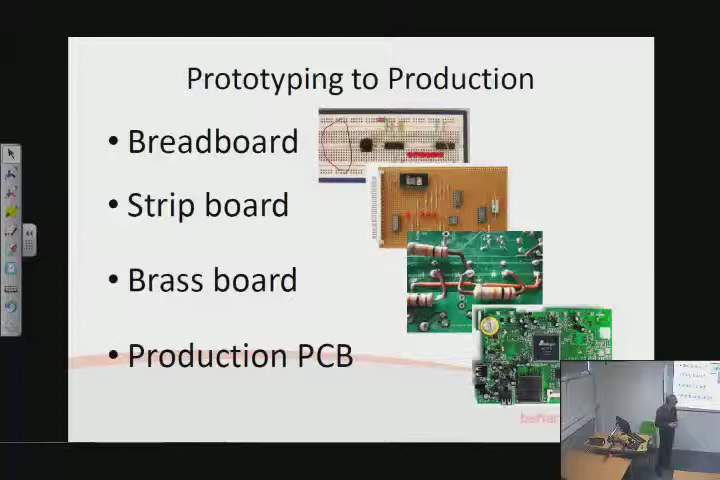 Prototyping to Production
• Breadboard
• Strip board
• Brass board
• Production PCB